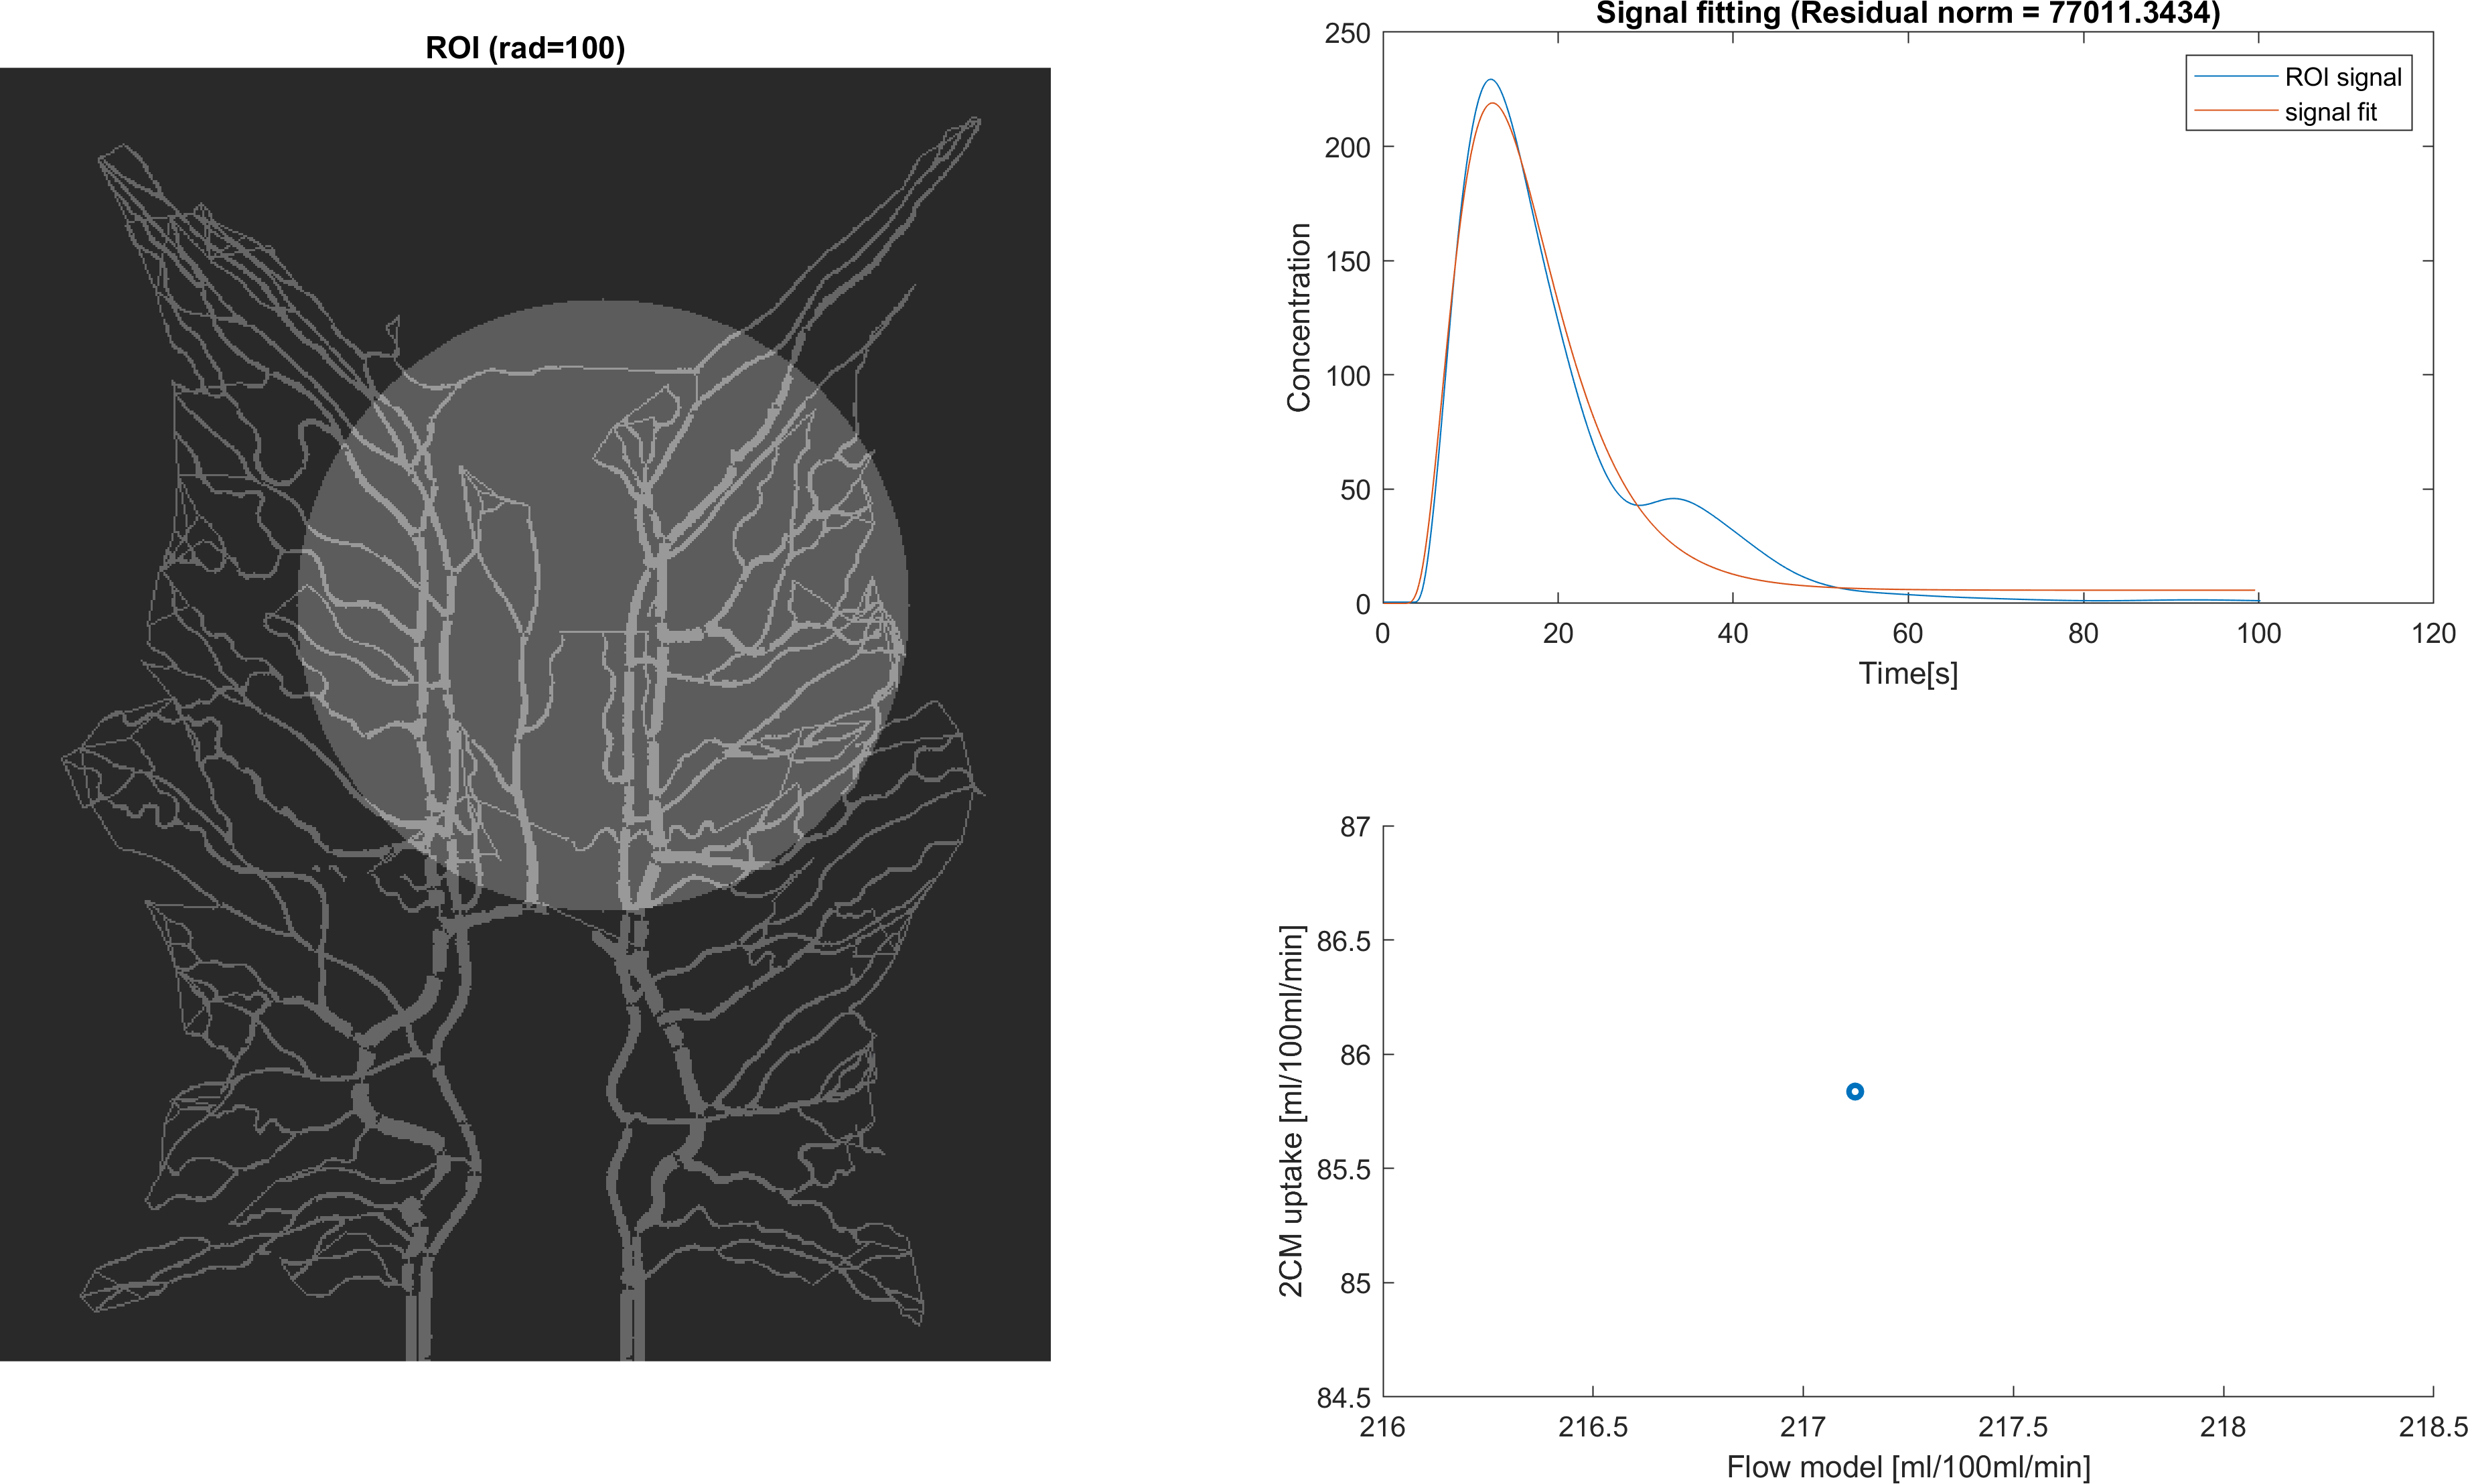 ROI (rad=100)
Signal fitting (Residual norm = 77011.3434)
250
200
150
100
50
0
Concentration
ROI signal
signal fit
0 20 40 60 80 100 120
Time[s]
87
86.5
86
85.5
85
84.5
2CM uptake [ml/100ml/min]
216 216.5 217 217.5 218 218.5
Flow model [ml/100ml/min]